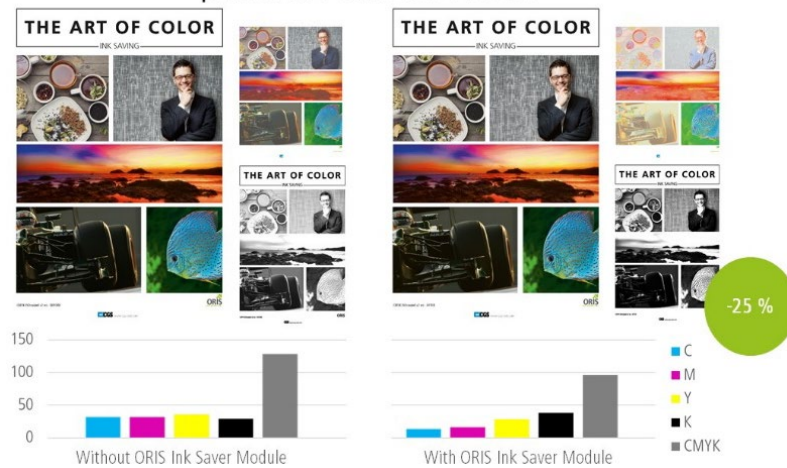 THE ART OF COLOR
INK SAVING
THE ART OF COLOR
INK SAVING
ORIS
CGS
THE ART OF COLOR
INK SAVING
ORIS
CGS
THE ART OF COLOR
INK SAVING
-25 %
150
100
50
0
Without ORIS Ink Saver Module
With ORIS Ink Saver Module
C
M
Y
K
CMYK